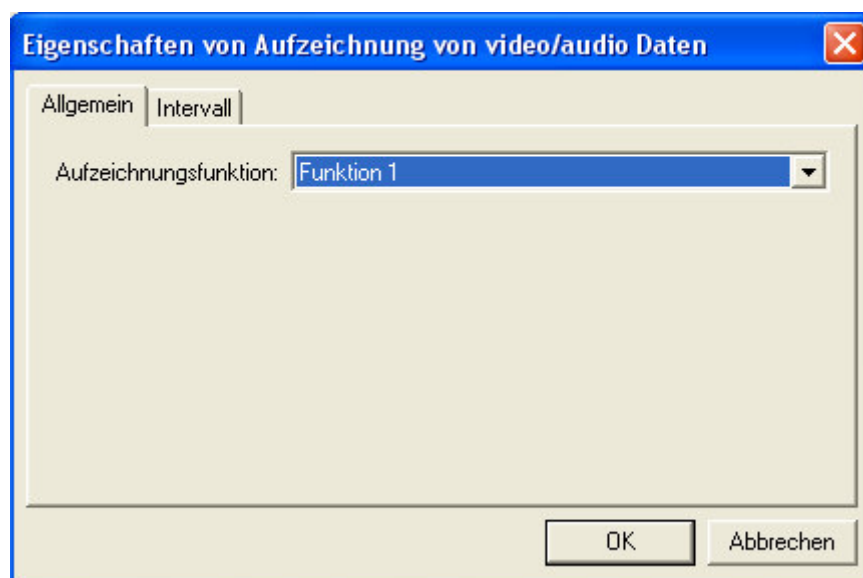 Eigenschaften von Aufzeichnung von video/audio Daten
Allgemein Intervall
Aufzeichnungsfunktion: Funktion 1
OK Abbrechen